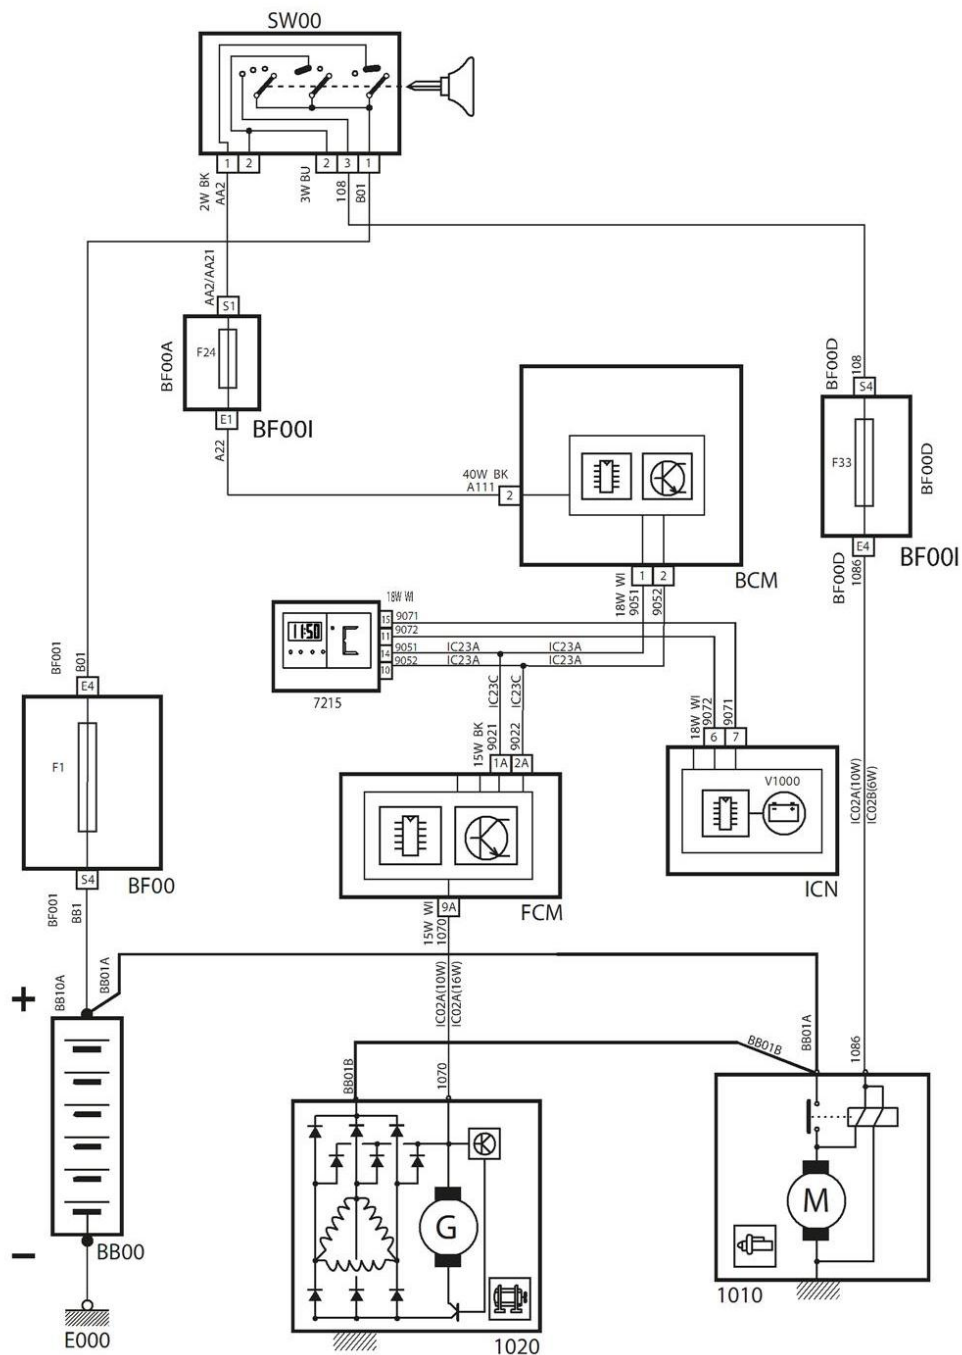 SW00
1 2 2 3 1
2W BK
AA2
3W BU
108
B01
AA2/AA21
S1
BF00A
F24
E1
BF00I
A22
BF00D
108
S4
F33
BF00D
E4
BF00D
1086
BF00I
40W BK
A111
2
BCM
1 2
18W WI
9051
9052
18W WI
11:50
15 9071
11 9072
14 9051 IC23A IC23A
10 9052 IC23A IC23A
7215
IC23C
IC23C
BF001
B01
E4
F1
S4
BF00
BF001
BB1
15W BK
9021
9022
1A 2A
FCM
9A
15W WI
1070
18W WI
9072
9071
6 7
V1000
ICN
IC02A(10W)
IC02B(6W)
IC02A(10W)
IC02A(16W)
+
BB10A
BB01A
BB00
−
E000
BB01B
1070
G
1020
BB01B
BB01A
1086
M
1010